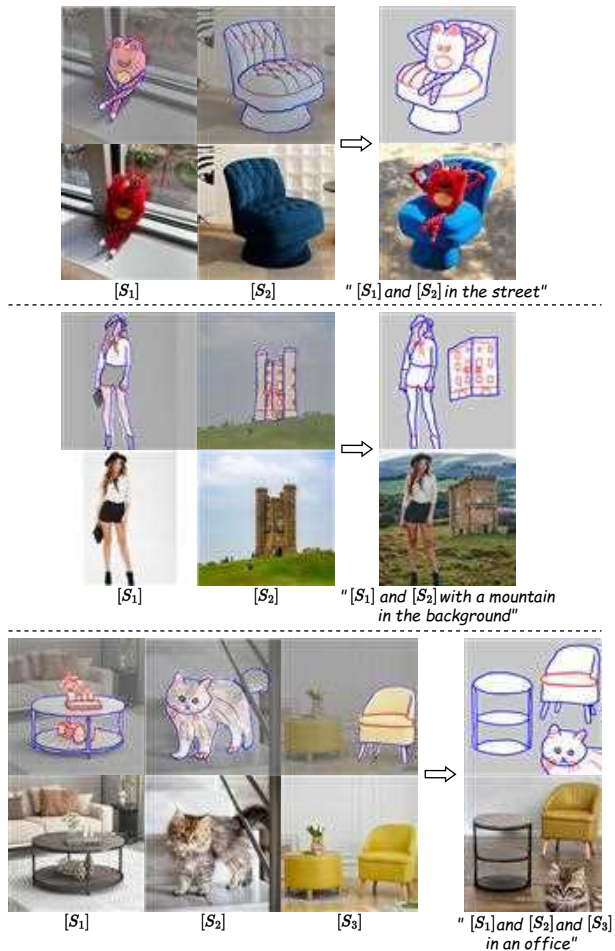 [S₁] [S₂] "[S₁] and [S₂] in the street"
[S₁] [S₂] "[S₁] and [S₂] with a mountain
in the background"
[S₁] [S₂] [S₃] "[S₁] and [S₂] and [S₃]
in an office"